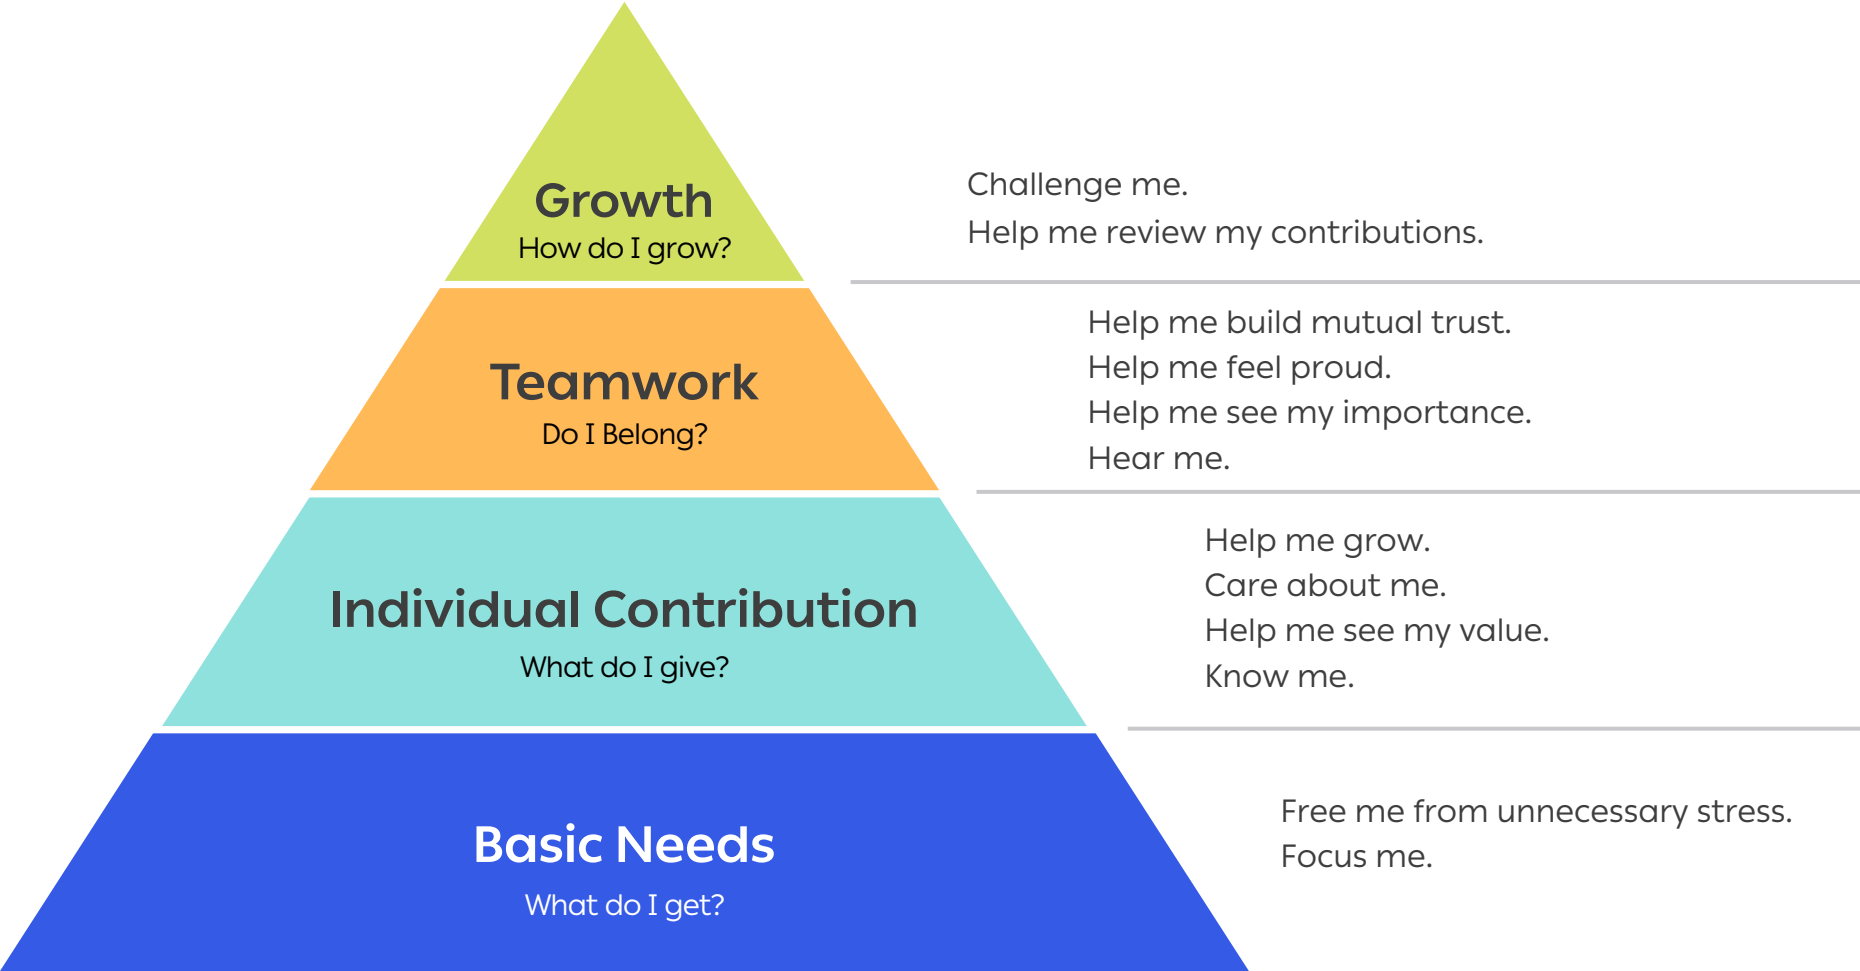 Growth
How do I grow?
Challenge me.
Help me review my contributions.
Teamwork
Do I Belong?
Help me build mutual trust.
Help me feel proud.
Help me see my importance.
Hear me.
Individual Contribution
What do I give?
Help me grow.
Care about me.
Help me see my value.
Know me.
Basic Needs
What do I get?
Free me from unnecessary stress.
Focus me.